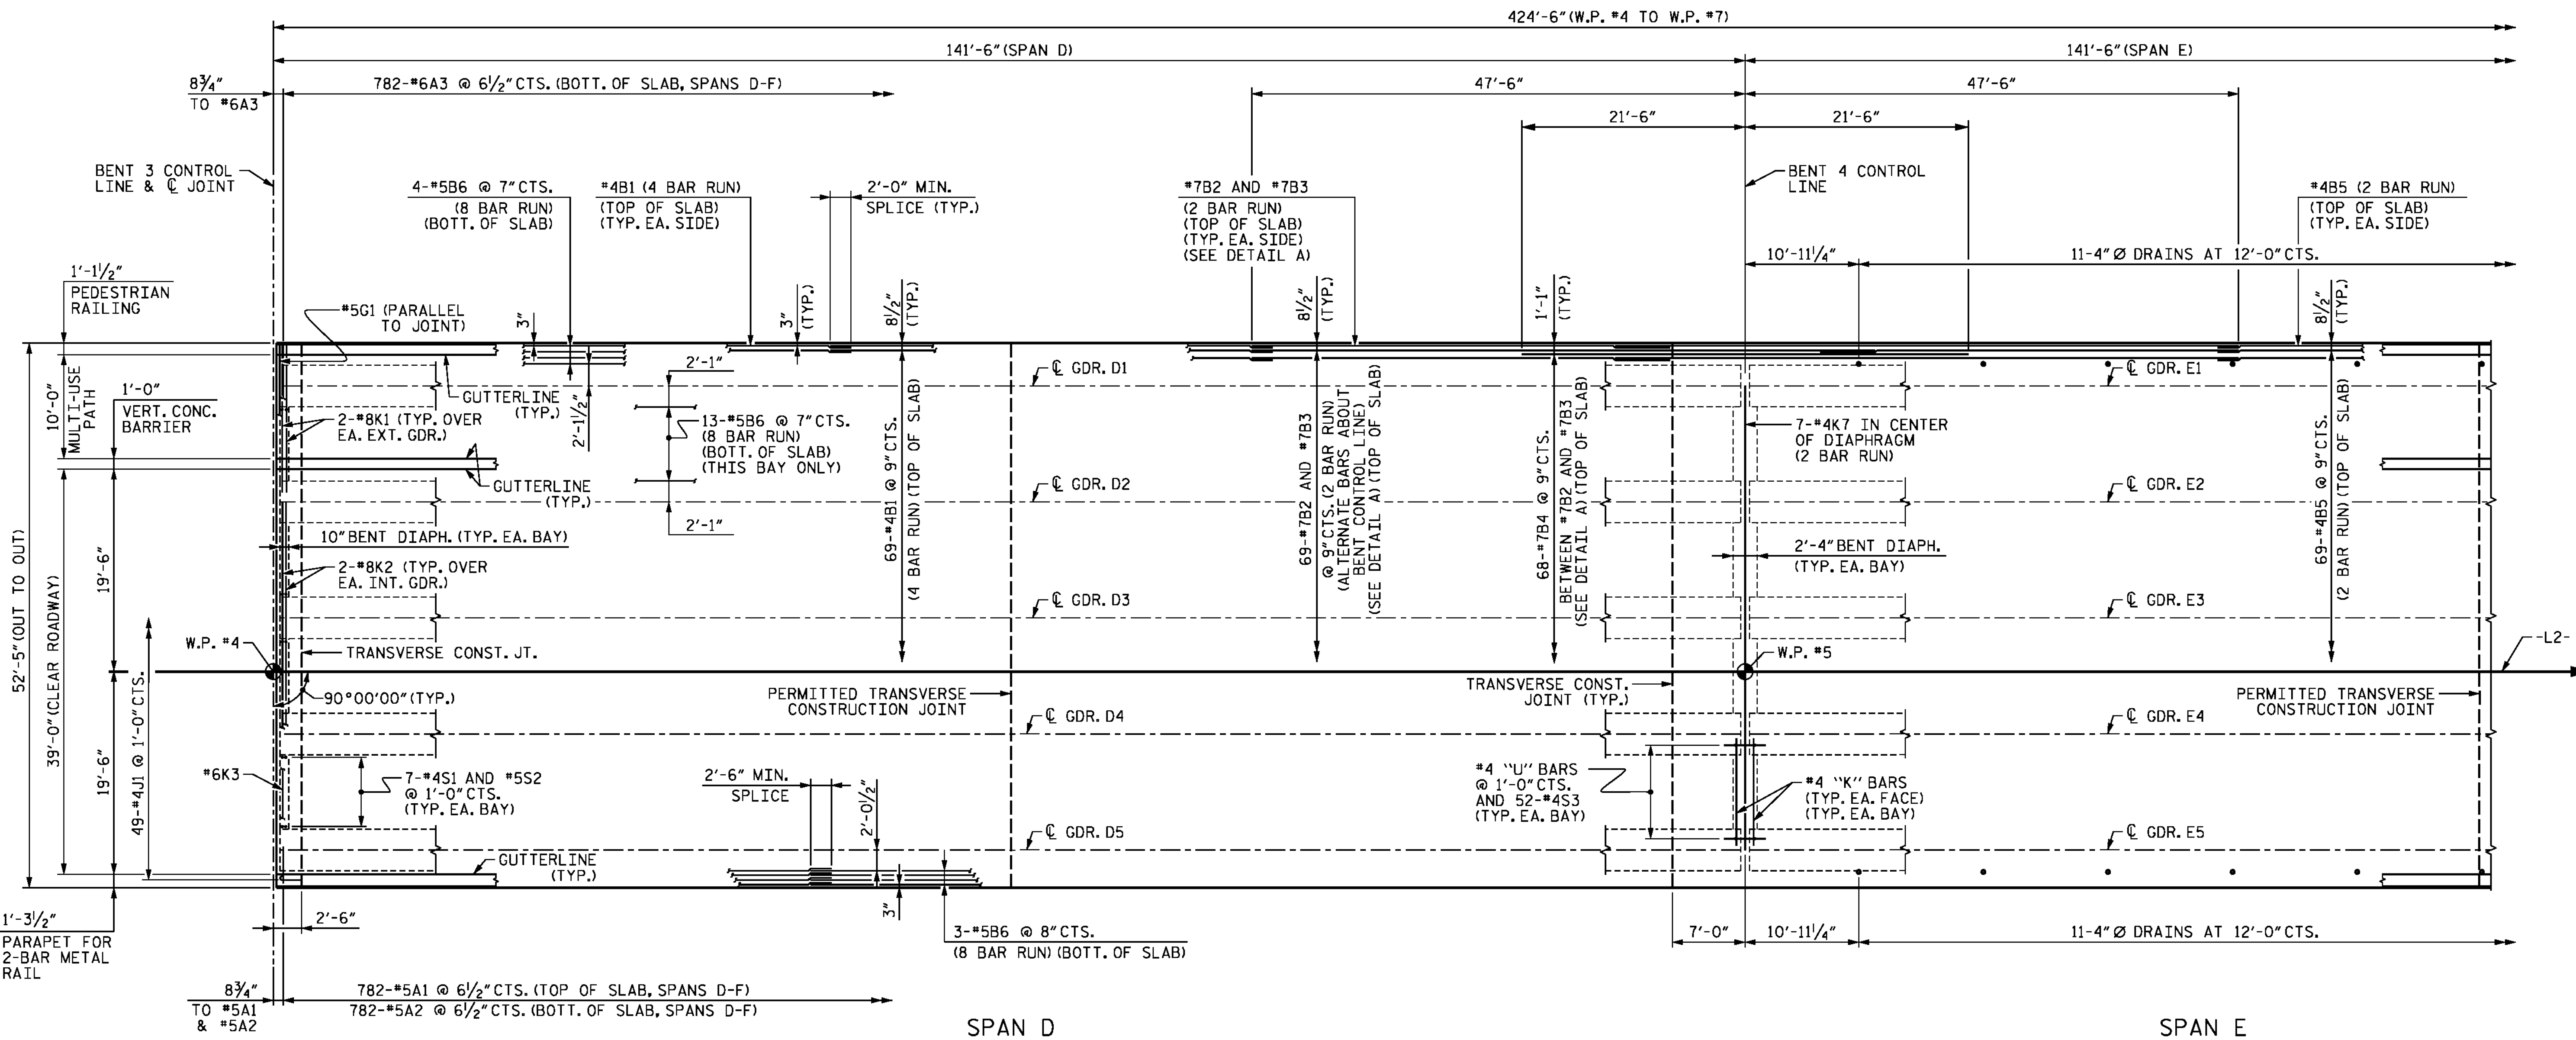 424'-6" (W.P. #4 TO W.P. #7)
141'-6" (SPAN D)
141'-6" (SPAN E)
8¾"
TO #6A3
782-#6A3 @ 6½" CTS. (BOTT. OF SLAB, SPANS D-F)
47'-6"
47'-6"
21'-6"
21'-6"
BENT 3 CONTROL
LINE & ℄ JOINT
4-#5B6 @ 7" CTS.
(8 BAR RUN)
(BOTT. OF SLAB)
#4B1 (4 BAR RUN)
(TOP OF SLAB)
(TYP. EA. SIDE)
2'-0" MIN.
SPLICE (TYP.)
#7B2 AND #7B3
(2 BAR RUN)
(TOP OF SLAB)
(TYP. EA. SIDE)
(SEE DETAIL A)
BENT 4 CONTROL
LINE
#4B5 (2 BAR RUN)
(TOP OF SLAB)
(TYP. EA. SIDE)
10'-11¼"
11-4" Ø DRAINS AT 12'-0" CTS.
1'-1½"
PEDESTRIAN
RAILING
#5G1 (PARALLEL
TO JOINT)
3"
3"
(TYP.)
8½"
(TYP.)
8½"
(TYP.)
1'-1"
(TYP.)
8½"
(TYP.)
10'-0"
MULTI-USE
PATH
1'-0"
VERT. CONC.
BARRIER
GUTTERLINE
(TYP.)
2'-1½"
2'-1"
℄ GDR. D1
℄ GDR. E1
2-#8K1 (TYP. OVER
EA. EXT. GDR.)
13-#5B6 @ 7" CTS.
(8 BAR RUN)
(BOTT. OF SLAB)
(THIS BAY ONLY)
7-#4K7 IN CENTER
OF DIAPHRAGM
(2 BAR RUN)
GUTTERLINE
(TYP.)
2'-1"
℄ GDR. D2
℄ GDR. E2
69-#4B1 @ 9" CTS.
(4 BAR RUN) (TOP OF SLAB)
69-#7B2 AND #7B3
@ 9" CTS. (2 BAR RUN)
(ALTERNATE BARS ABOUT
BENT CONTROL LINE)
(SEE DETAIL A) (TOP OF SLAB)
68-#7B4 @ 9" CTS.
BETWEEN #7B2 AND #7B3
(SEE DETAIL A) (TOP OF SLAB)
69-#4B5 @ 9" CTS.
(2 BAR RUN) (TOP OF SLAB)
10" BENT DIAPH. (TYP. EA. BAY)
2'-4" BENT DIAPH.
(TYP. EA. BAY)
2-#8K2 (TYP. OVER
EA. INT. GDR.)
52'-5" (OUT TO OUT)
39'-0" (CLEAR ROADWAY)
19'-6"
19'-6"
℄ GDR. D3
℄ GDR. E3
W.P. #4
TRANSVERSE CONST. JT.
W.P. #5
-L2-
49-#4J1 @ 1'-0" CTS.
90°00'00" (TYP.)
PERMITTED TRANSVERSE
CONSTRUCTION JOINT
TRANSVERSE CONST.
JOINT (TYP.)
PERMITTED TRANSVERSE
CONSTRUCTION JOINT
℄ GDR. D4
℄ GDR. E4
#6K3
7-#4S1 AND #5S2
@ 1'-0" CTS.
(TYP. EA. BAY)
2'-6" MIN.
SPLICE
2'-0½"
#4 "U" BARS
@ 1'-0" CTS.
AND 52-#4S3
(TYP. EA. BAY)
#4 "K" BARS
(TYP. EA. FACE)
(TYP. EA. BAY)
℄ GDR. D5
℄ GDR. E5
GUTTERLINE
(TYP.)
3"
1'-3½"
PARAPET FOR
2-BAR METAL
RAIL
2'-6"
3-#5B6 @ 8" CTS.
(8 BAR RUN) (BOTT. OF SLAB)
7'-0"
10'-11¼"
11-4" Ø DRAINS AT 12'-0" CTS.
8¾"
TO #5A1
& #5A2
782-#5A1 @ 6½" CTS. (TOP OF SLAB, SPANS D-F)
782-#5A2 @ 6½" CTS. (BOTT. OF SLAB, SPANS D-F)
SPAN D
SPAN E